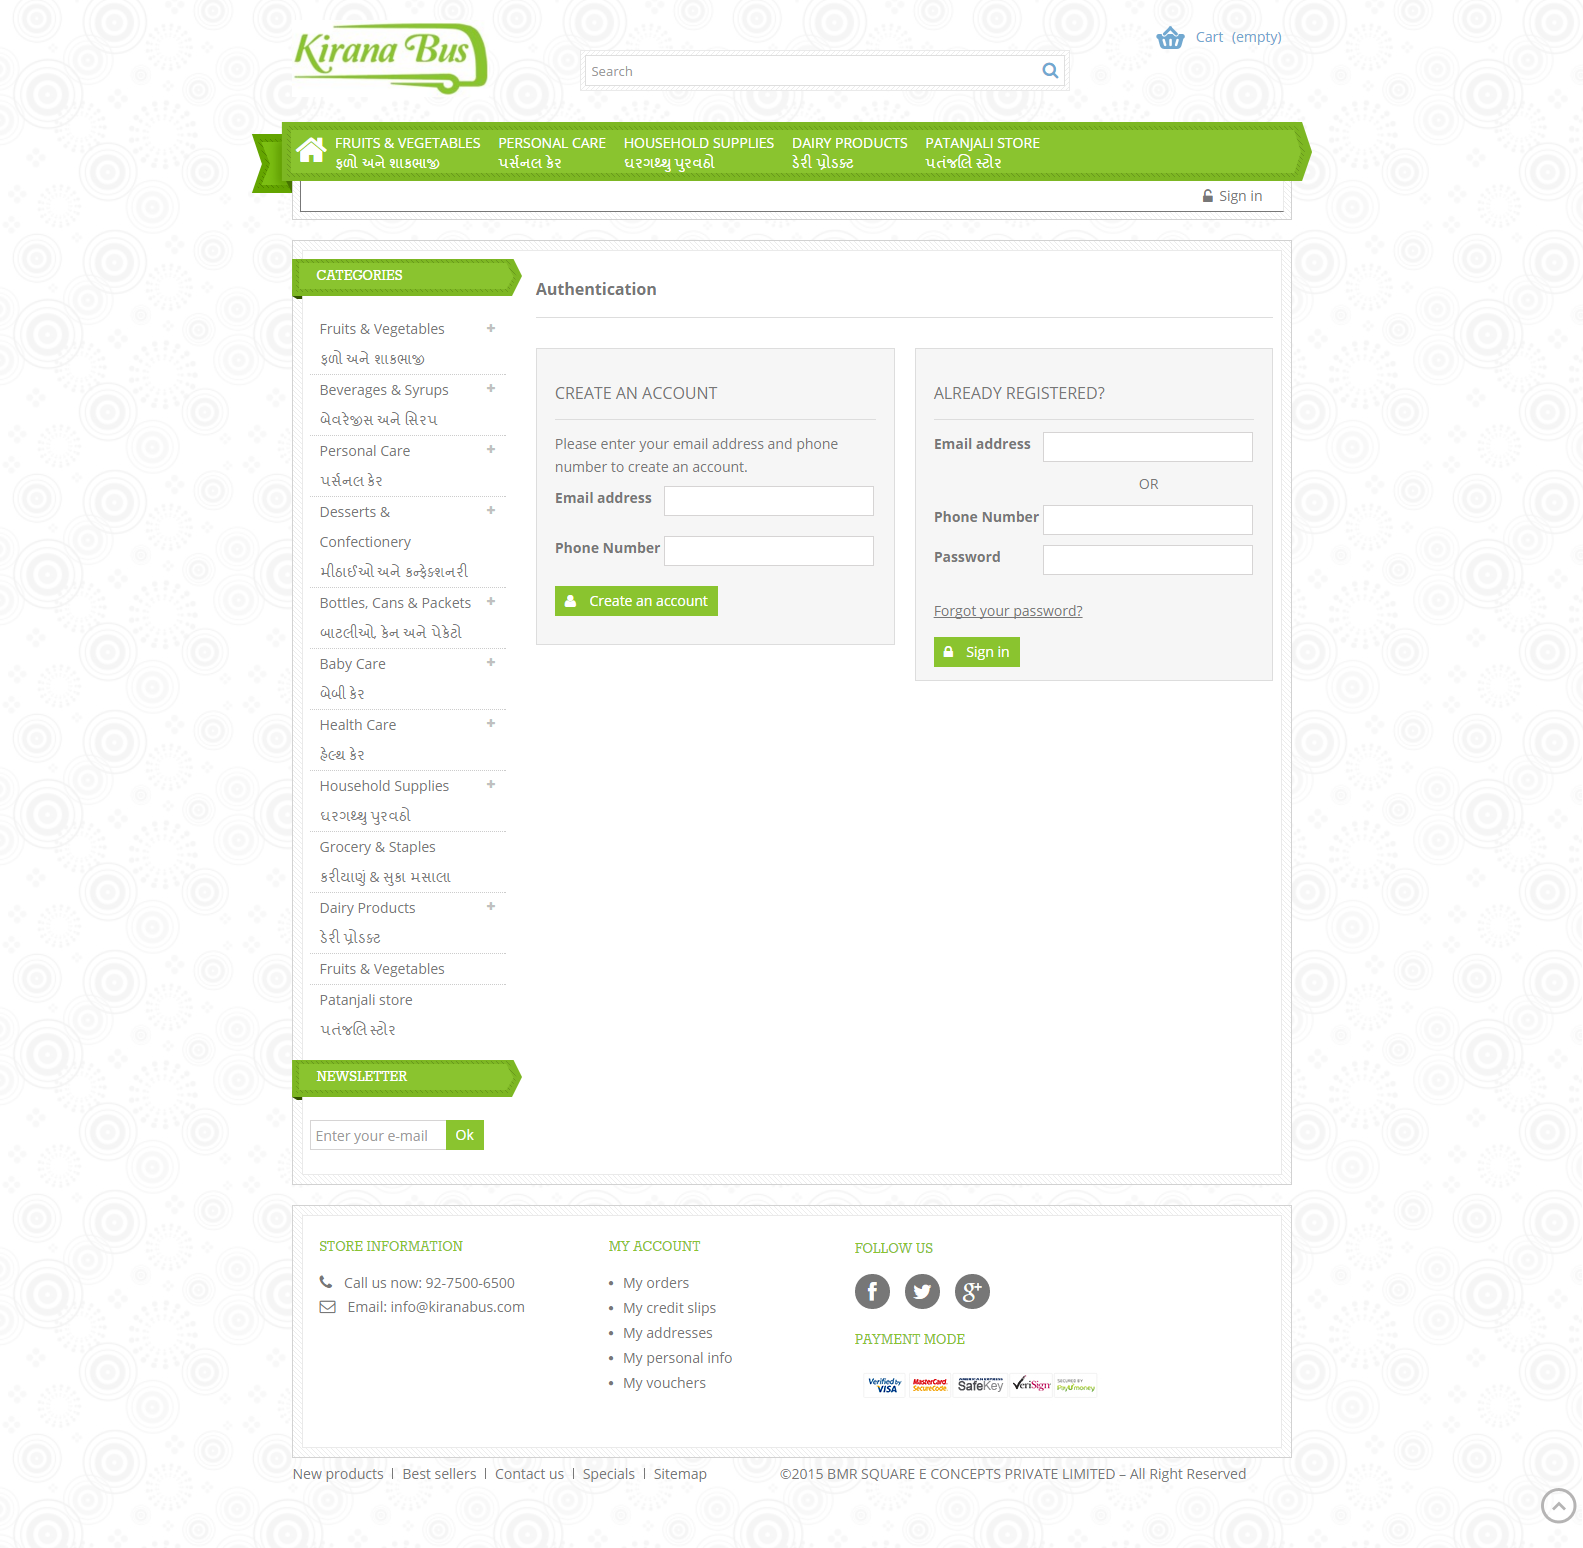 Kirana Bus
Search
Cart (empty)
FRUITS & VEGETABLES
ફળો અને શાકભાજી
PERSONAL CARE
પર્સનલ કેર
HOUSEHOLD SUPPLIES
ઘરગથ્થુ પુરવઠો
DAIRY PRODUCTS
ડેરી પ્રોડક્ટ
PATANJALI STORE
પતંજલિ સ્ટોર
Sign in
CATEGORIES
Fruits & Vegetables
ફળો અને શાકભાજી
Beverages & Syrups
બેવરેજીસ અને સિરપ
Personal Care
પર્સનલ કેર
Desserts &
Confectionery
મીઠાઈઓ અને કન્ફેક્શનરી
Bottles, Cans & Packets
બાટલીઓ, કેન અને પેકેટો
Baby Care
બેબી કેર
Health Care
હેલ્થ કેર
Household Supplies
ઘરગથ્થુ પુરવઠો
Grocery & Staples
કરીયાણું & સુકા મસાલા
Dairy Products
ડેરી પ્રોડક્ટ
Fruits & Vegetables
Patanjali store
પતંજલિ સ્ટોર
NEWSLETTER
Enter your e-mail
Ok
Authentication
CREATE AN ACCOUNT
Please enter your email address and phone
number to create an account.
Email address
Phone Number
Create an account
ALREADY REGISTERED?
Email address
OR
Phone Number
Password
Forgot your password?
Sign in
STORE INFORMATION
Call us now: 92-7500-6500
Email: info@kiranabus.com
MY ACCOUNT
My orders
My credit slips
My addresses
My personal info
My vouchers
FOLLOW US
PAYMENT MODE
Verified by
VISA
MasterCard.
SecureCode.
AMERICAN EXPRESS
SafeKey
VeriSign
SECURED BY
PayUmoney
New products | Best sellers | Contact us | Specials | Sitemap
©2015 BMR SQUARE E CONCEPTS PRIVATE LIMITED – All Right Reserved